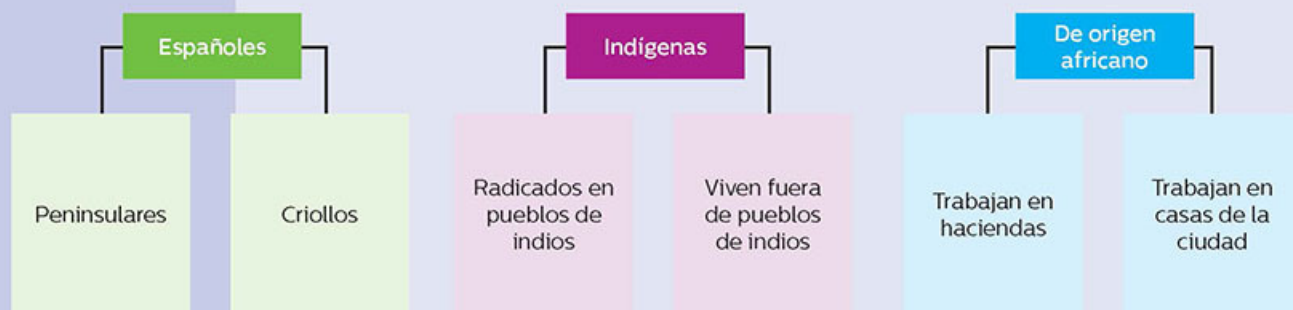 Españoles
Indígenas
De origen
africano
Peninsulares
Criollos
Radicados en
pueblos de
indios
Viven fuera
de pueblos
de indios
Trabajan en
haciendas
Trabajan en
casas de la
ciudad